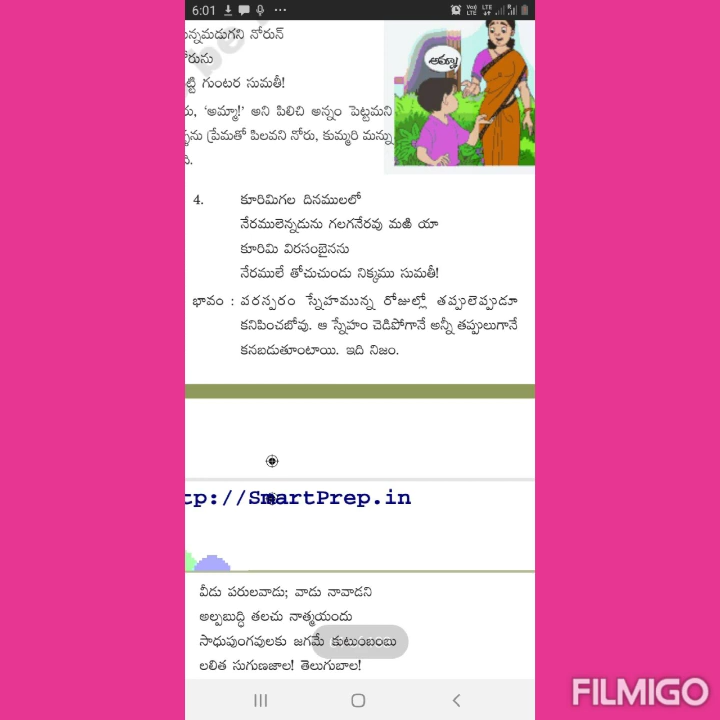 6:01
న్నమడుగని నోరున్
రును
ట్టి గుంటర సుమతీ!
'అమ్మా!' అని పిలిచి అన్నం పెట్టమని
ప్రేమతో పిలవని నోరు, కుమ్మరి మన్ను
అమ్మా!
4. కూరిమిగల దినములలో
నేరములెన్నడును గలగనేరవు మఱి యా
కూరిమి విరసంబైనను
నేరములే తోచుచుండు నిక్కము సుమతీ!
భావం : పరస్పరం స్నేహమున్న రోజుల్లో తప్పులెప్పుడూ
కనిపించబోవు. ఆ స్నేహం చెడిపోగానే అన్నీ తప్పులుగానే
కనబడుతూంటాయి. ఇది నిజం.
tp://SmartPrep.in
వీడు పరులవాడు; వాడు నావాడని
అల్పబుద్ధి తలచు నాత్మయందు
సాధుపుంగవులకు జగమే కుటుంబంబు
లలిత సుగుణజాల! తెలుగుబాల!
FILMIGO